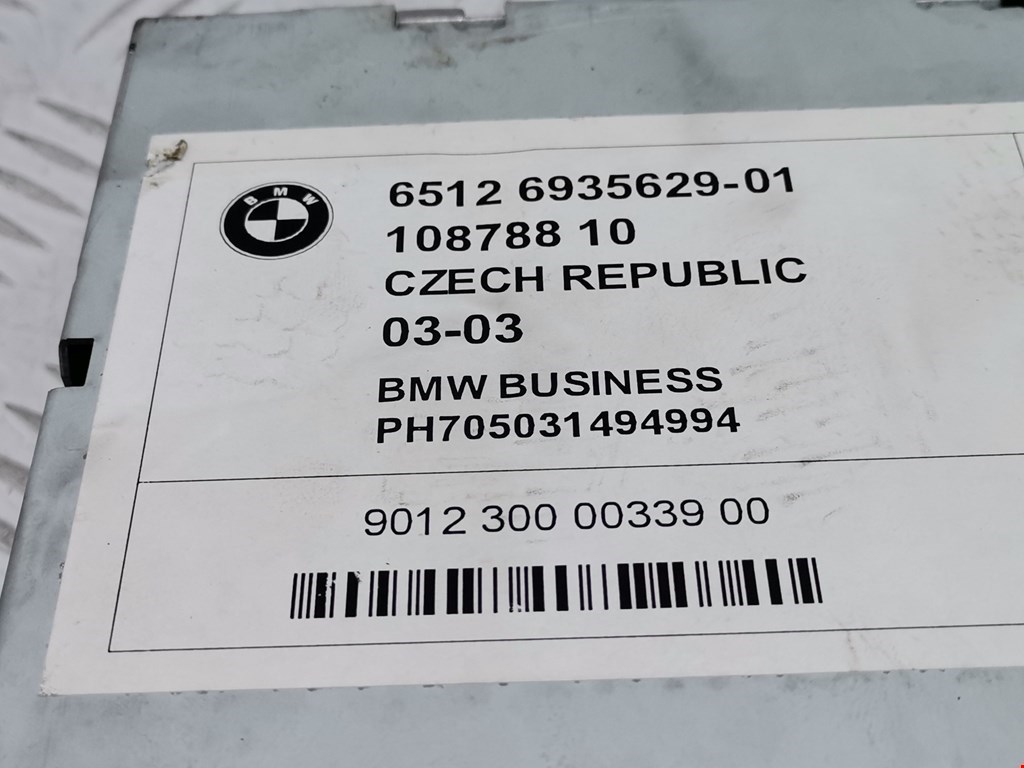 BMW
6512 6935629-01
108788 10
CZECH REPUBLIC
03-03
BMW BUSINESS
PH705031494994
9012 300 00339 00